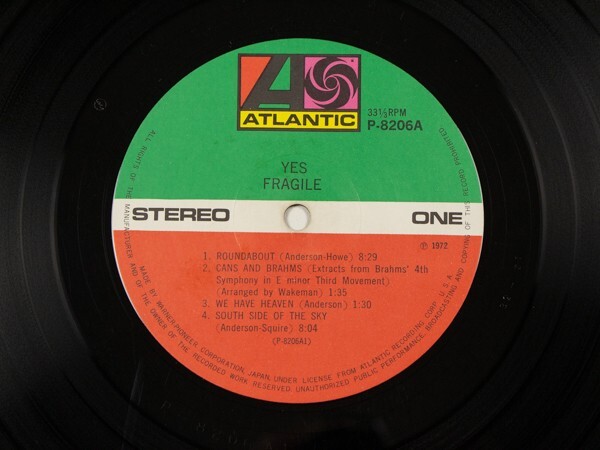 ATLANTIC
33⅓RPM
P-8206A
YES
FRAGILE
STEREO
ONE
℗ 1972
1. ROUNDABOUT (Anderson-Howe) 8:29
2. CANS AND BRAHMS (Extracts from Brahms' 4th
Symphony in E minor Third Movement)
(Arranged by Wakeman) 1:35
3. WE HAVE HEAVEN (Anderson) 1:30
4. SOUTH SIDE OF THE SKY
(Anderson-Squire) 8:04
(P-8206A1)
MADE BY WARNER-PIONEER CORPORATION, JAPAN, UNDER LICENSE FROM ATLANTIC RECORDING CORP. U.S.A.
ALL RIGHTS OF THE MANUFACTURER AND OF THE OWNER OF THE RECORDED WORK RESERVED. UNAUTHORIZED PUBLIC PERFORMANCE, BROADCASTING AND COPYING OF THIS RECORD PROHIBITED